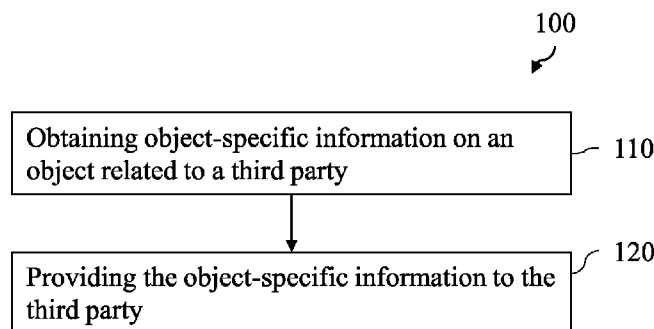 100
Obtaining object-specific information on an
object related to a third party
110
Providing the object-specific information to the
third party
120